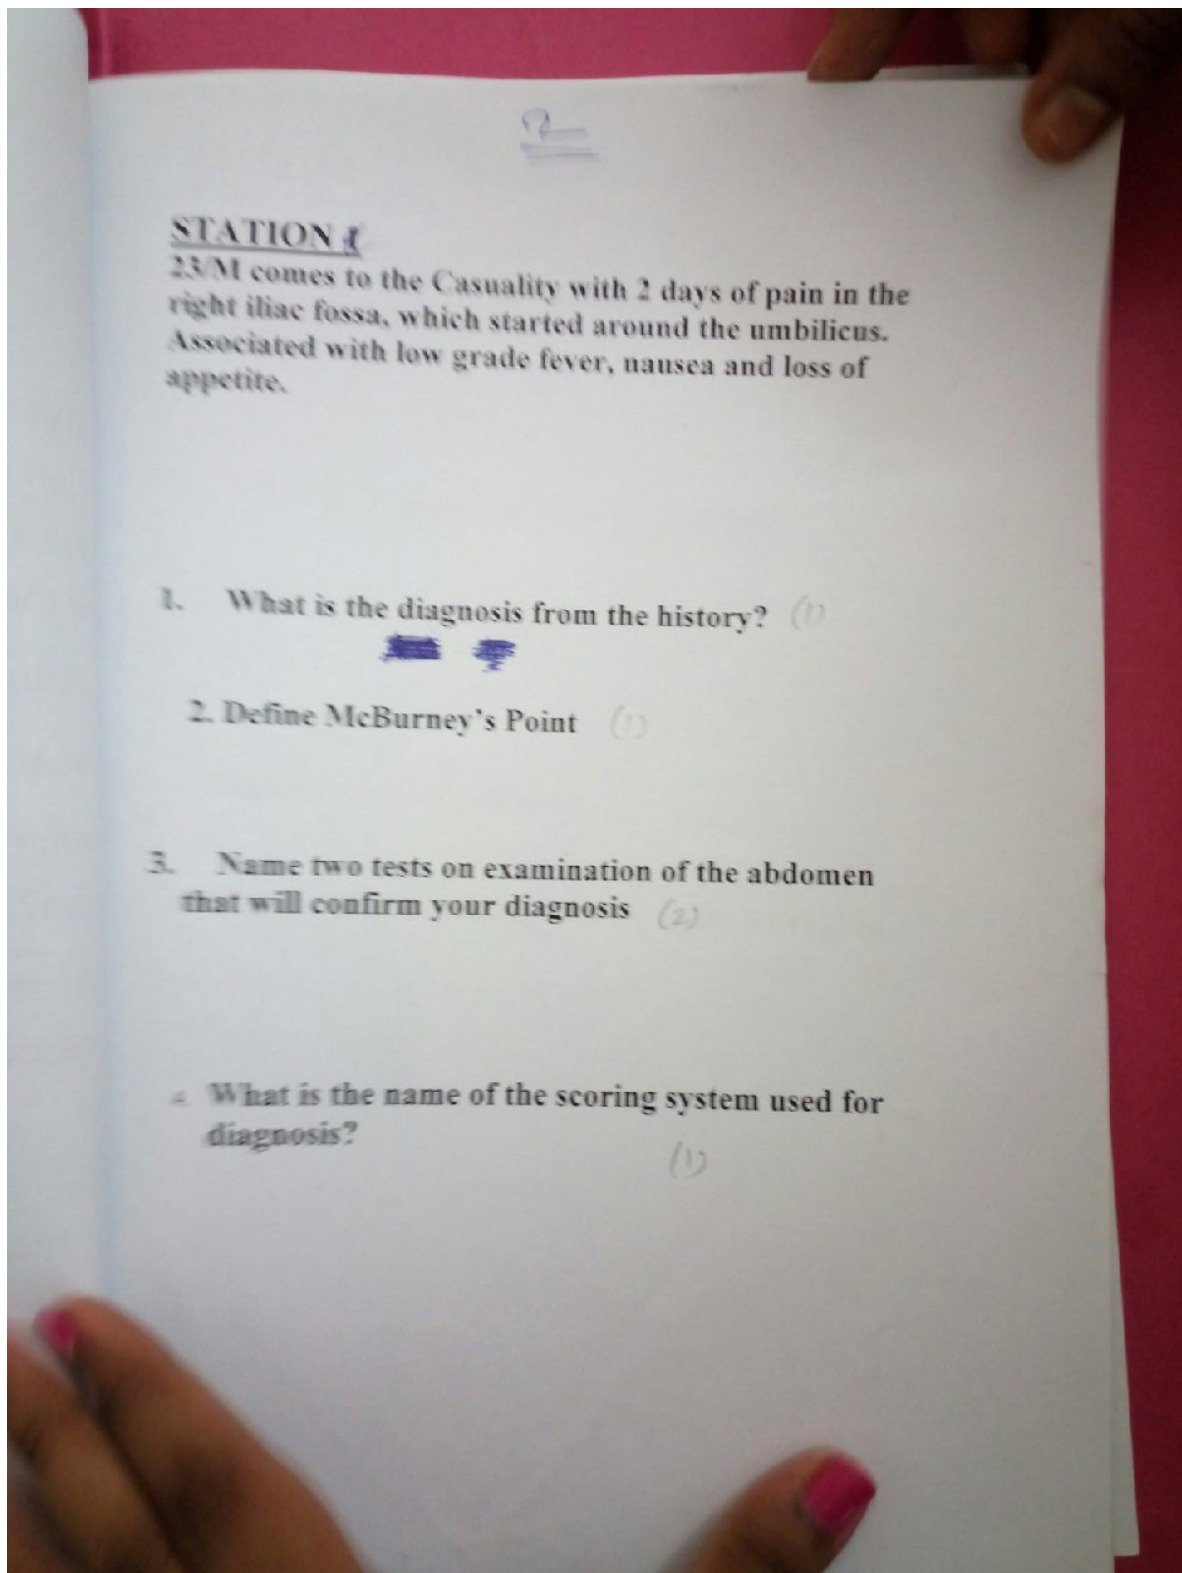 2
STATION 1
23/M comes to the Casuality with 2 days of pain in the
right iliac fossa, which started around the umbilicus.
Associated with low grade fever, nausea and loss of
appetite.
1. What is the diagnosis from the history? (1)
2. Define McBurney's Point (1)
3. Name two tests on examination of the abdomen
that will confirm your diagnosis (2)
What is the name of the scoring system used for
diagnosis?
(1)